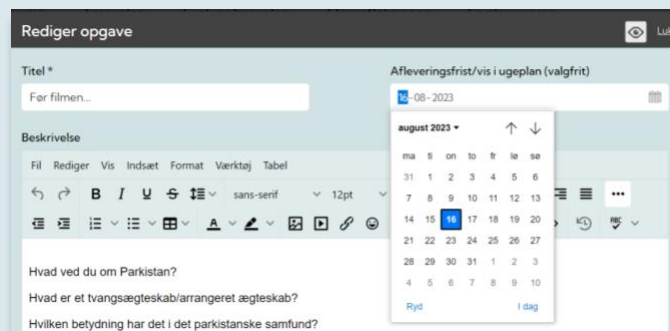 Rediger opgave
Luk
Titel *
Før filmen...
Afleveringsfrist/vis i ugeplan (valgfrit)
16-08-2023
august 2023
ma ti on to fr lø sø
31 1 2 3 4 5 6
7 8 9 10 11 12 13
14 15 16 17 18 19 20
21 22 23 24 25 26 27
28 29 30 31 1 2 3
4 5 6 7 8 9 10
Ryd I dag
Beskrivelse
Fil Rediger Vis Indsæt Format Værktøj Tabel
B I U S sans-serif 12pt
A
ABC
Hvad ved du om Parkistan?
Hvad er et tvangsægteskab/arrangeret ægteskab?
Hvilken betydning har det i det parkistanske samfund?